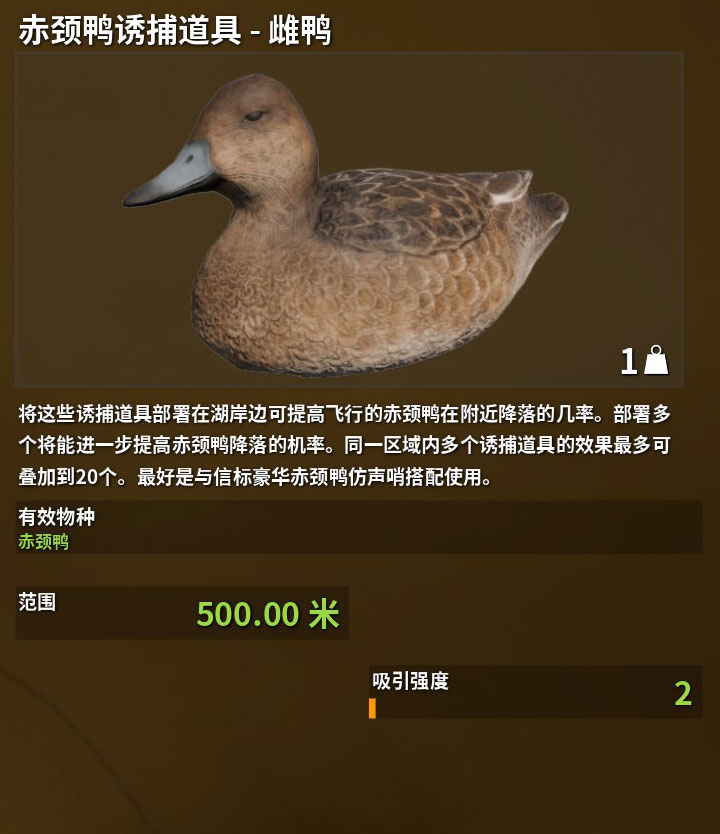 赤颈鸭诱捕道具 - 雌鸭
1
将这些诱捕道具部署在湖岸边可提高飞行的赤颈鸭在附近降落的几率。部署多
个将能进一步提高赤颈鸭降落的机率。同一区域内多个诱捕道具的效果最多可
叠加到20个。最好是与信标豪华赤颈鸭仿声哨搭配使用。
有效物种
赤颈鸭
范围
500.00 米
吸引强度
2